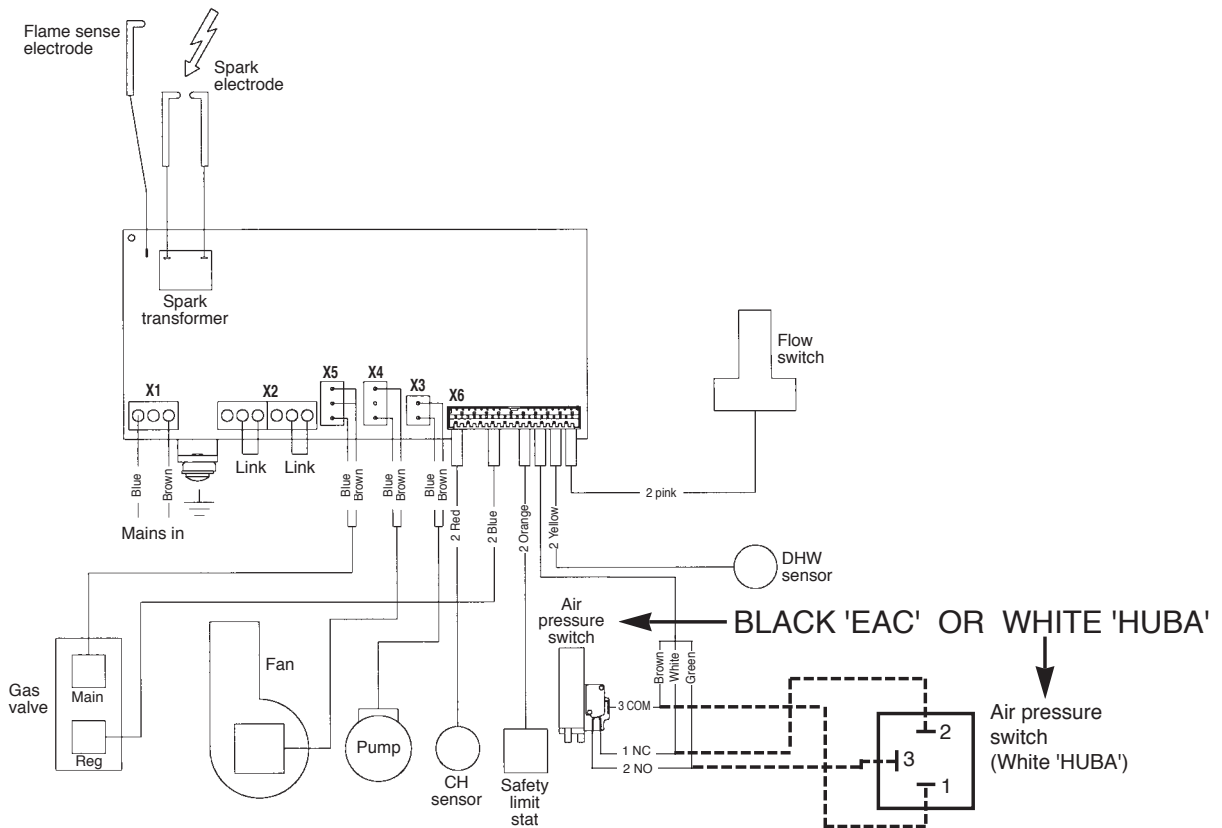 Flame sense
electrode
Spark
electrode
Spark
transformer
Flow
switch
X1
X2
X5
X4
X3
X6
Link
Link
Blue
Brown
Mains in
Blue
Brown
Blue
Brown
Blue
Brown
2 Red
2 Blue
2 Orange
2 Yellow
2 pink
DHW
sensor
Air
pressure
switch
BLACK 'EAC' OR WHITE 'HUBA'
Brown
White
Green
3 COM
1 NC
2 NO
Gas
valve
Main
Reg
Fan
Pump
CH
sensor
Safety
limit
stat
2
3
1
Air pressure
switch
(White 'HUBA')